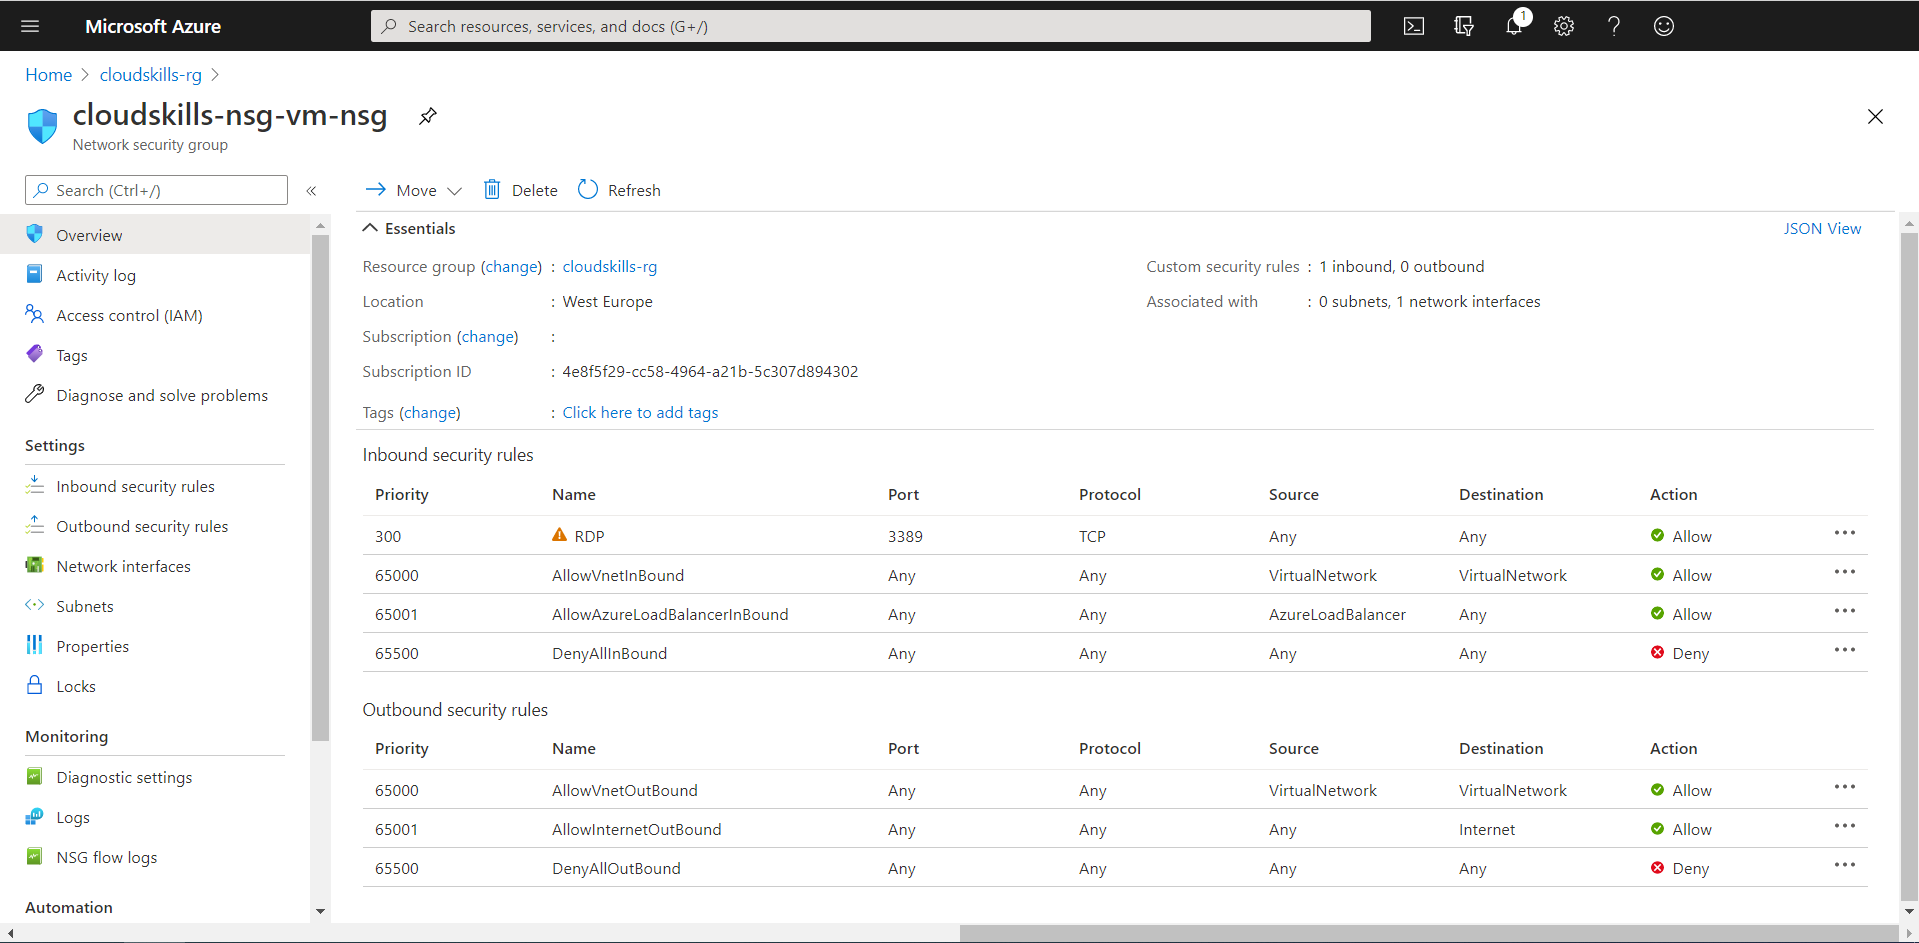 Microsoft Azure
Search resources, services, and docs (G+/)
1
Home > cloudskills-rg >
cloudskills-nsg-vm-nsg
Network security group
Search (Ctrl+/)
«
Move
Delete
Refresh
Overview
Activity log
Access control (IAM)
Tags
Diagnose and solve problems
Settings
Inbound security rules
Outbound security rules
Network interfaces
Subnets
Properties
Locks
Monitoring
Diagnostic settings
Logs
NSG flow logs
Automation
Essentials
JSON View
Resource group (change) : cloudskills-rg
Location : West Europe
Subscription (change) :
Subscription ID : 4e8f5f29-cc58-4964-a21b-5c307d894302
Tags (change) : Click here to add tags
Custom security rules : 1 inbound, 0 outbound
Associated with : 0 subnets, 1 network interfaces
Inbound security rules
Priority Name Port Protocol Source Destination Action
300 RDP 3389 TCP Any Any Allow ...
65000 AllowVnetInBound Any Any VirtualNetwork VirtualNetwork Allow ...
65001 AllowAzureLoadBalancerInBound Any Any AzureLoadBalancer Any Allow ...
65500 DenyAllInBound Any Any Any Any Deny ...
Outbound security rules
Priority Name Port Protocol Source Destination Action
65000 AllowVnetOutBound Any Any VirtualNetwork VirtualNetwork Allow ...
65001 AllowInternetOutBound Any Any Any Internet Allow ...
65500 DenyAllOutBound Any Any Any Any Deny ...